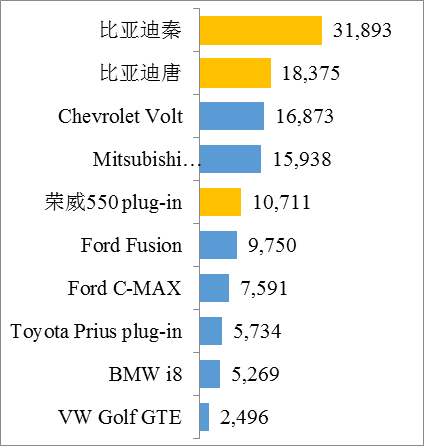 比亚迪秦 31,893
比亚迪唐 18,375
Chevrolet Volt 16,873
Mitsubishi… 15,938
荣威550 plug-in 10,711
Ford Fusion 9,750
Ford C-MAX 7,591
Toyota Prius plug-in 5,734
BMW i8 5,269
VW Golf GTE 2,496